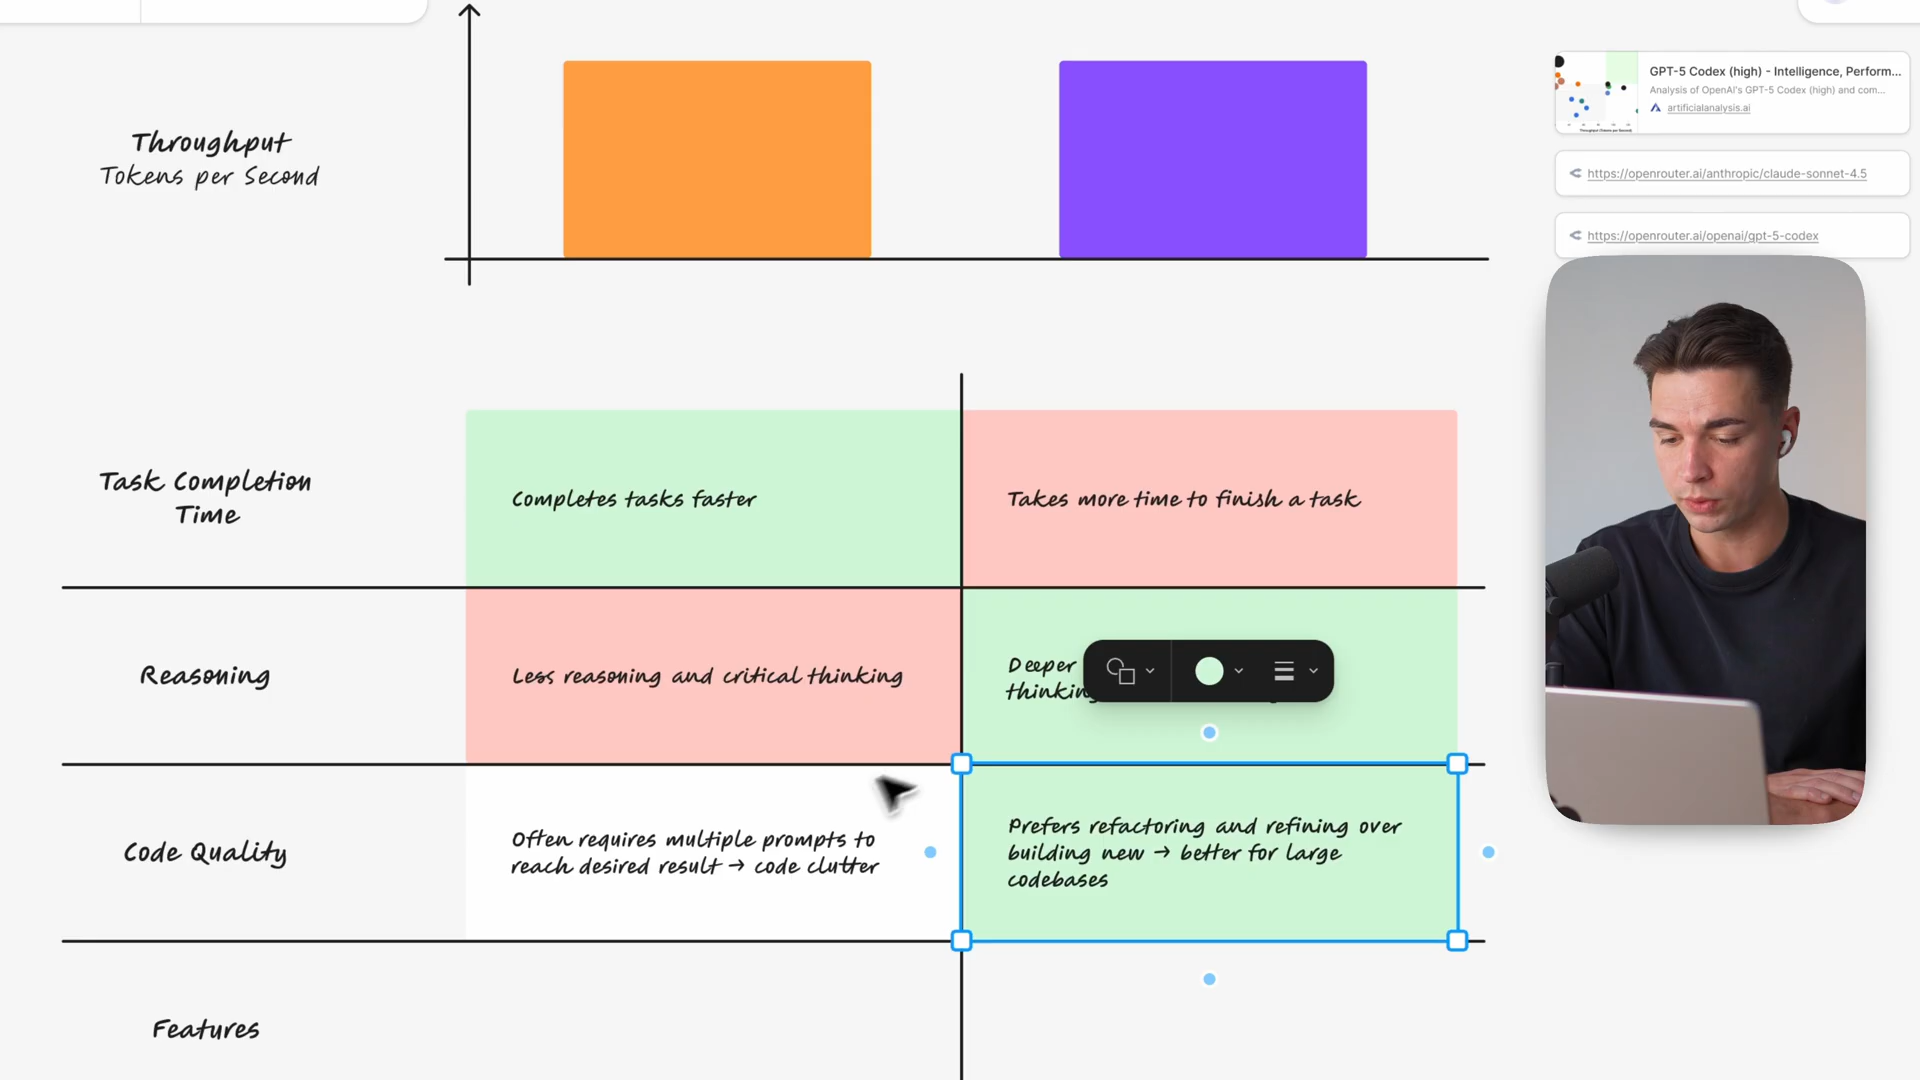 GPT-5 Codex (high) - Intelligence, Perform...
Analysis of OpenAI's GPT-5 Codex (high) and com...
artificialanalysis.ai
https://openrouter.ai/anthropic/claude-sonnet-4.5
https://openrouter.ai/openai/gpt-5-codex
Throughput
Tokens per Second
Task Completion
Time
Completes tasks faster
Takes more time to finish a task
Reasoning
Less reasoning and critical thinking
Deeper
thinking
Code Quality
Often requires multiple prompts to
reach desired result → code clutter
Prefers refactoring and refining over
building new → better for large
codebases
Features